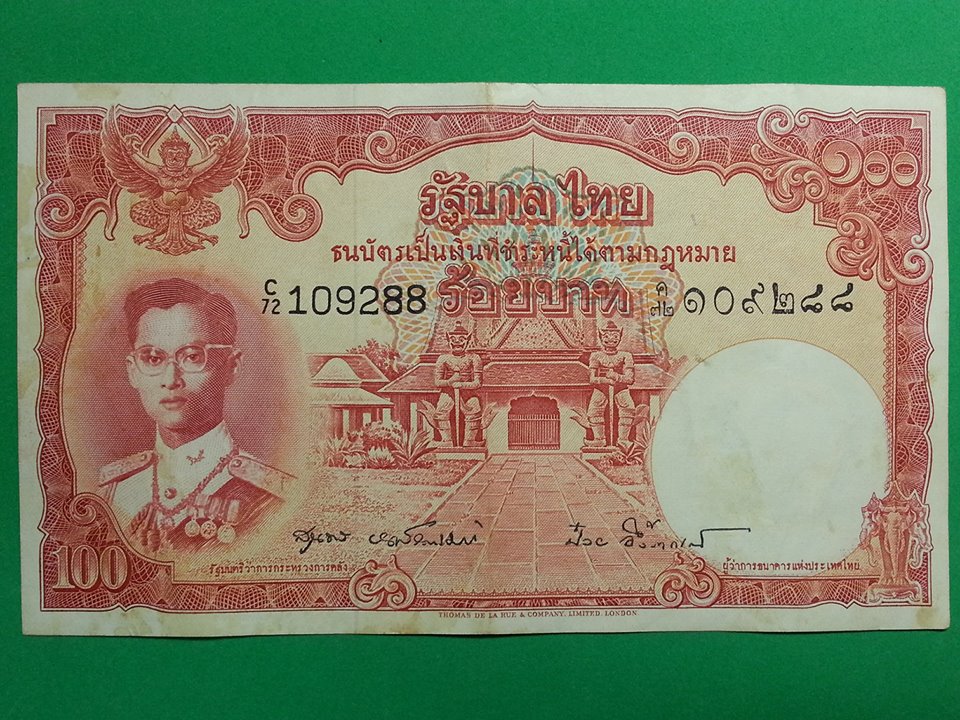 ๑๐๐
รัฐบาลไทย
ธนบัตรเป็นเงินที่ชำระหนี้ได้ตามกฎหมาย
C/72 109288 ร้อยบาท ค/๗๒ ๑๐๙๒๘๘
รัฐมนตรีว่าการกระทรวงการคลัง ผู้ว่าการธนาคารแห่งประเทศไทย
100
THOMAS DE LA RUE & COMPANY, LIMITED, LONDON.